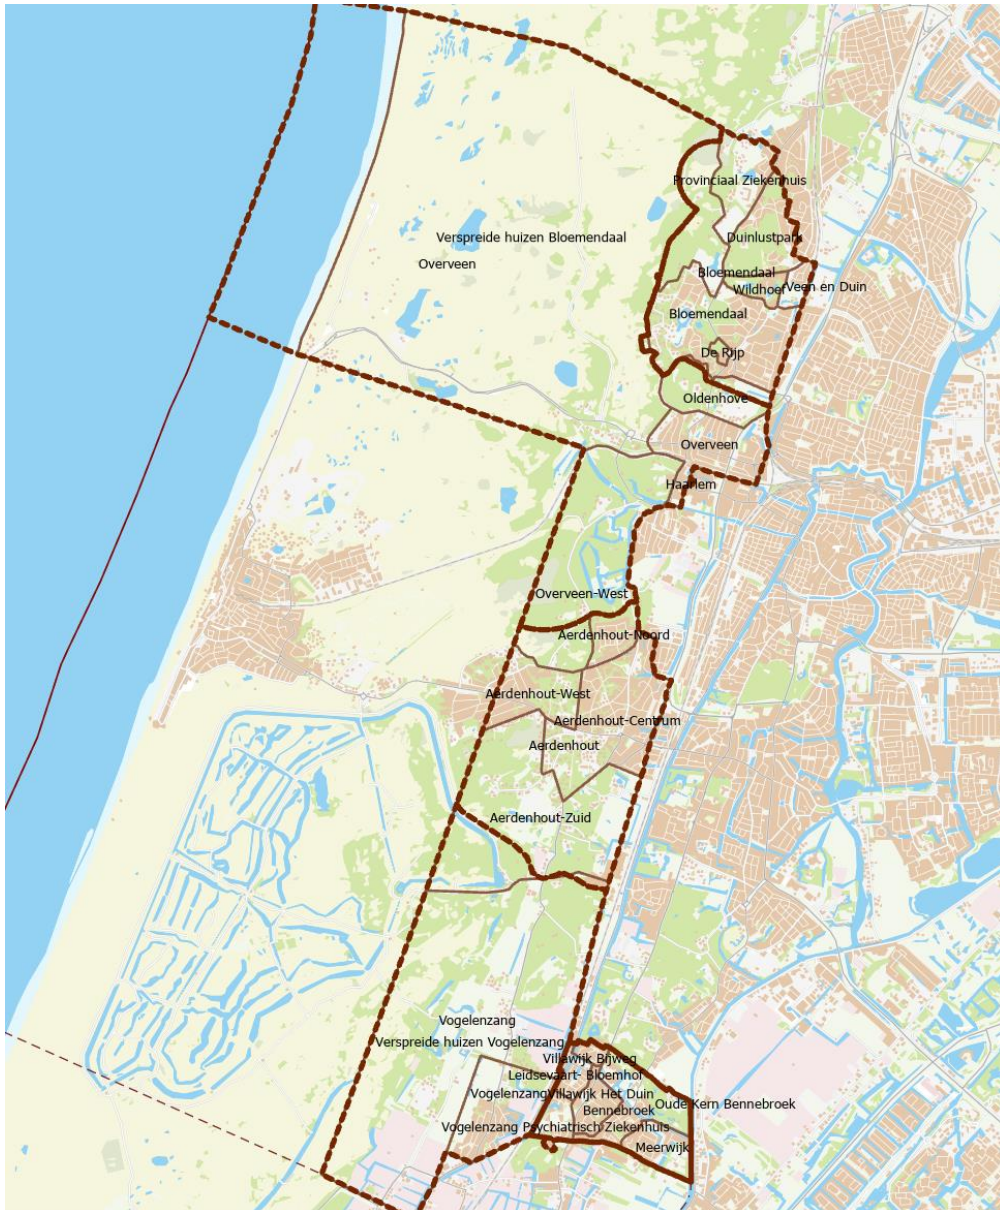 Provinciaal Ziekenhuis
Verspreide huizen Bloemendaal
Duinlustpark
Overveen
Bloemendaal
Wildhoef
Veen en Duin
Bloemendaal
De Rijp
Oldenhove
Overveen
Haarlem
Overveen-West
Aerdenhout-Noord
Aerdenhout-West
Aerdenhout-Centrum
Aerdenhout
Aerdenhout-Zuid
Vogelenzang
Verspreide huizen Vogelenzang
Villawijk Bijweg
Leidsevaart- Bloemhof
Vogelenzang
Villawijk Het Duin
Oude Kern Bennebroek
Bennebroek
Vogelenzang Psychiatrisch Ziekenhuis
Meerwijk